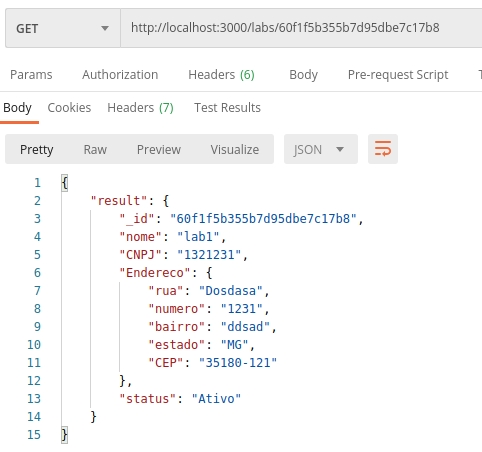 GET http://localhost:3000/labs/60f1f5b355b7d95dbe7c17b8
Params Authorization Headers (6) Body Pre-request Script
Body Cookies Headers (7) Test Results
Pretty Raw Preview Visualize JSON
1 {
2 "result": {
3 "_id": "60f1f5b355b7d95dbe7c17b8",
4 "nome": "lab1",
5 "CNPJ": "1321231",
6 "Endereco": {
7 "rua": "Dosdasa",
8 "numero": "1231",
9 "bairro": "ddsad",
10 "estado": "MG",
11 "CEP": "35180-121"
12 },
13 "status": "Ativo"
14 }
15 }